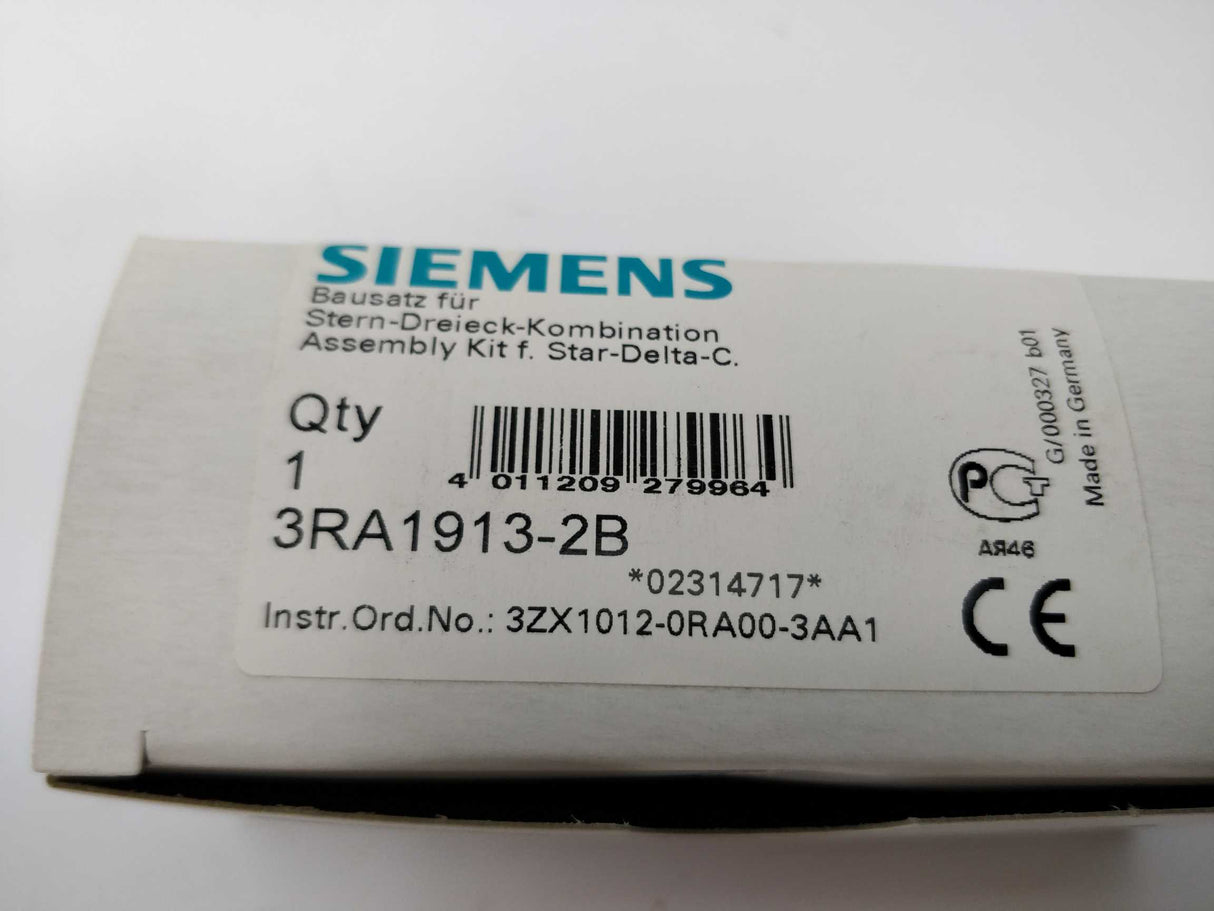 SIEMENS
Bausatz für
Stern-Dreieck-Kombination
Assembly Kit f. Star-Delta-C.
Qty
1
4 011209 279964
3RA1913-2B
*02314717*
Instr.Ord.No.: 3ZX1012-0RA00-3AA1
G/000327 b01
Made in Germany
PC
АЯ46
CE